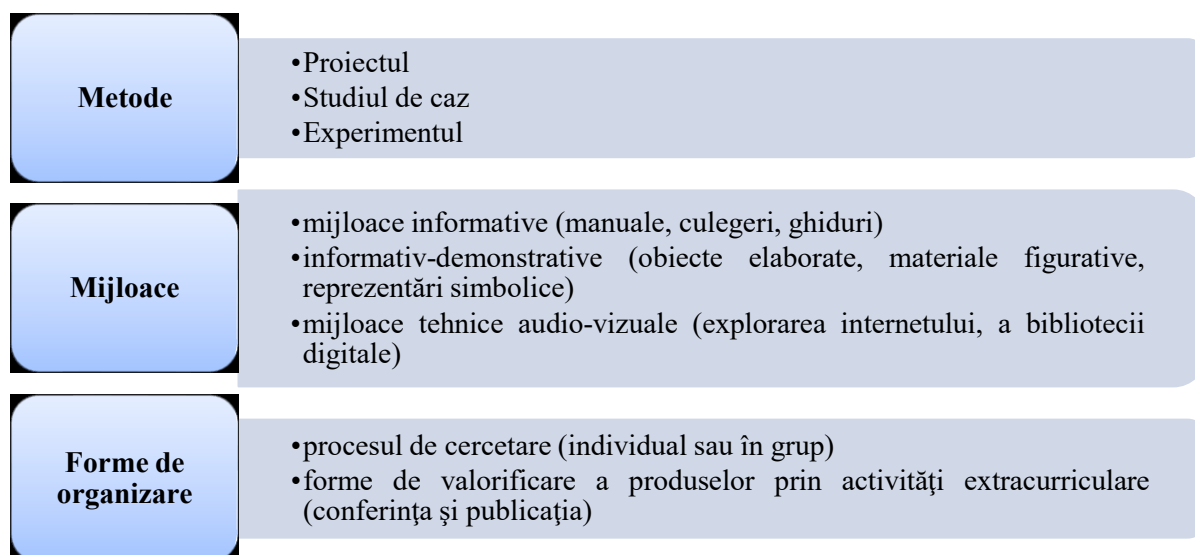 Metode
•Proiectul
•Studiul de caz
•Experimentul
Mijloace
•mijloace informative (manuale, culegeri, ghiduri)
•informativ-demonstrative (obiecte elaborate, materiale figurative,
reprezentări simbolice)
•mijloace tehnice audio-vizuale (explorarea internetului, a bibliotecii
digitale)
Forme de
organizare
•procesul de cercetare (individual sau în grup)
•forme de valorificare a produselor prin activităţi extracurriculare
(conferinţa şi publicaţia)